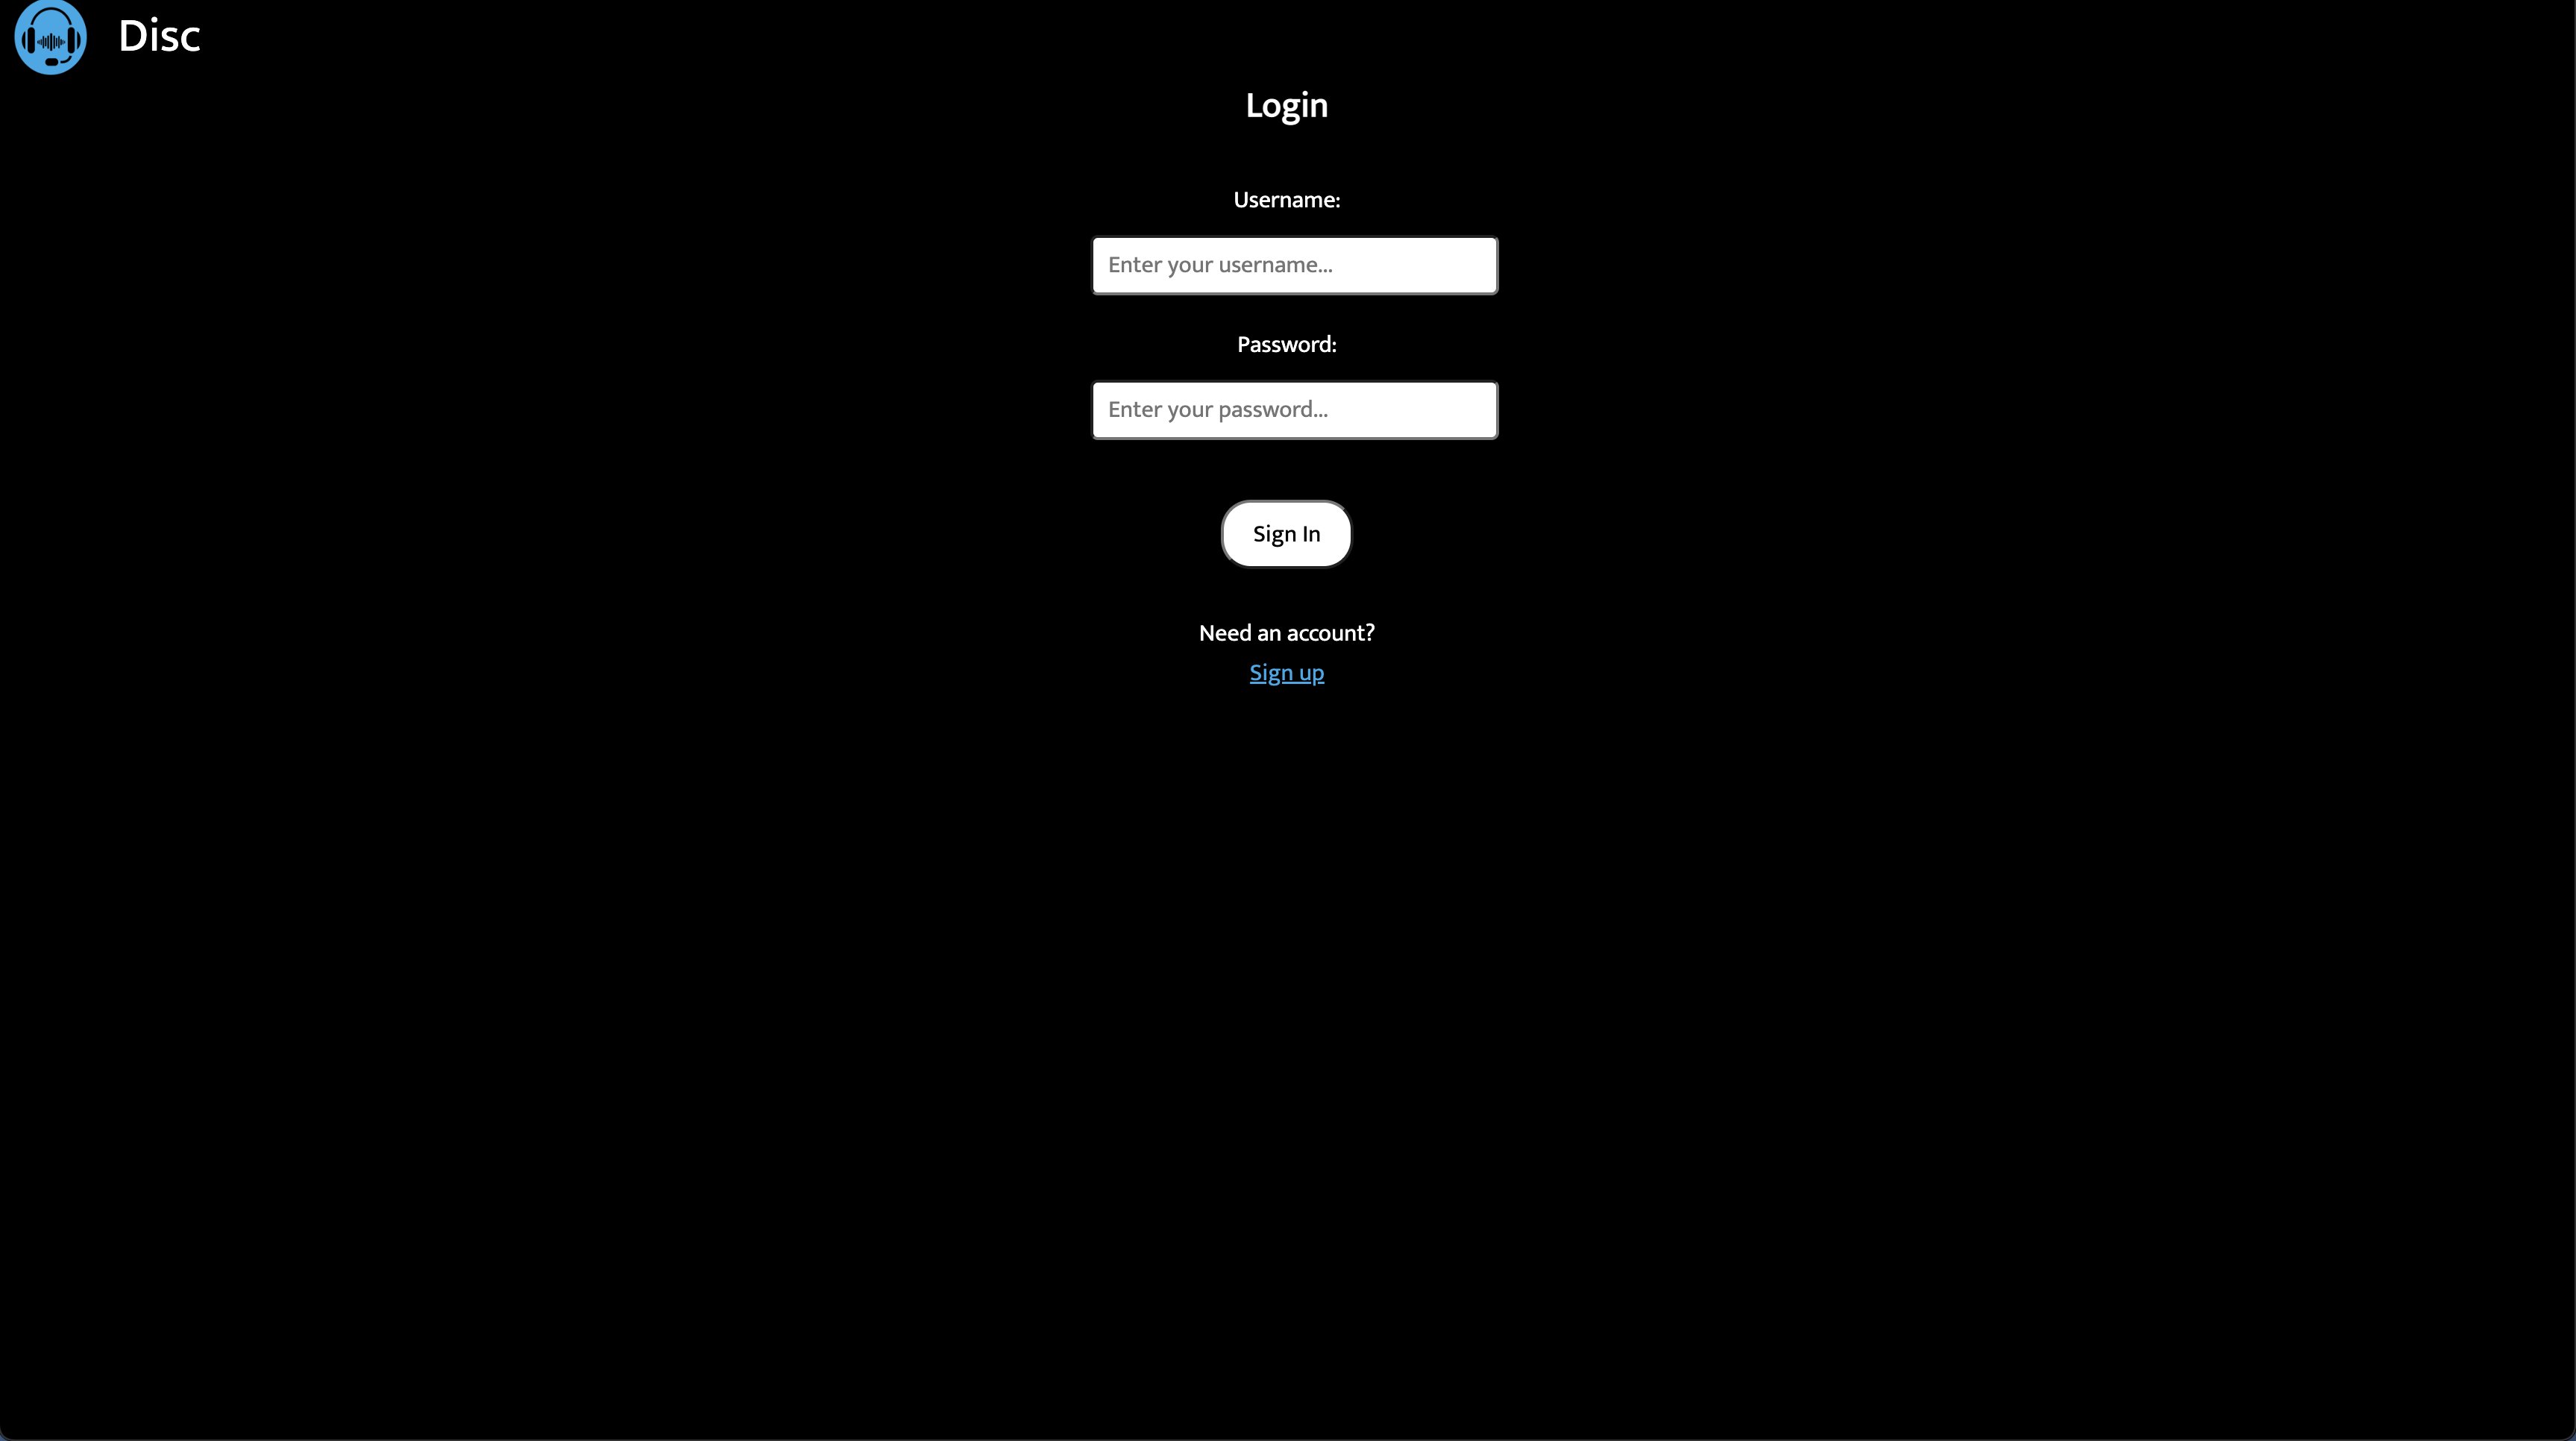 Disc
Login
Username:
Enter your username...
Password:
Enter your password...
Sign In
Need an account?
Sign up